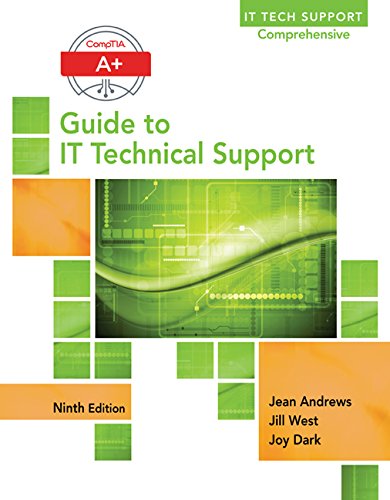 IT TECH SUPPORT
Comprehensive
CompTIA
A+
Guide to
IT Technical Support
Ninth Edition
Jean Andrews
Jill West
Joy Dark